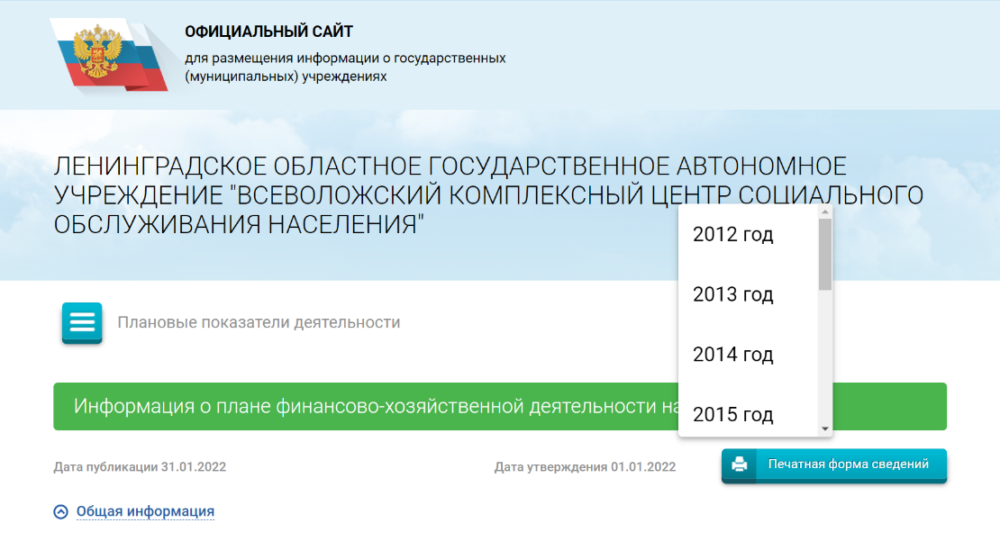 ОФИЦИАЛЬНЫЙ САЙТ
для размещения информации о государственных
(муниципальных) учреждениях
ЛЕНИНГРАДСКОЕ ОБЛАСТНОЕ ГОСУДАРСТВЕННОЕ АВТОНОМНОЕ
УЧРЕЖДЕНИЕ "ВСЕВОЛОЖСКИЙ КОМПЛЕКСНЫЙ ЦЕНТР СОЦИАЛЬНОГО
ОБСЛУЖИВАНИЯ НАСЕЛЕНИЯ"
2012 год
2013 год
Плановые показатели деятельности
2014 год
Информация о плане финансово-хозяйственной деятельности на
2015 год
Дата публикации 31.01.2022
Дата утверждения 01.01.2022
Печатная форма сведений
Общая информация